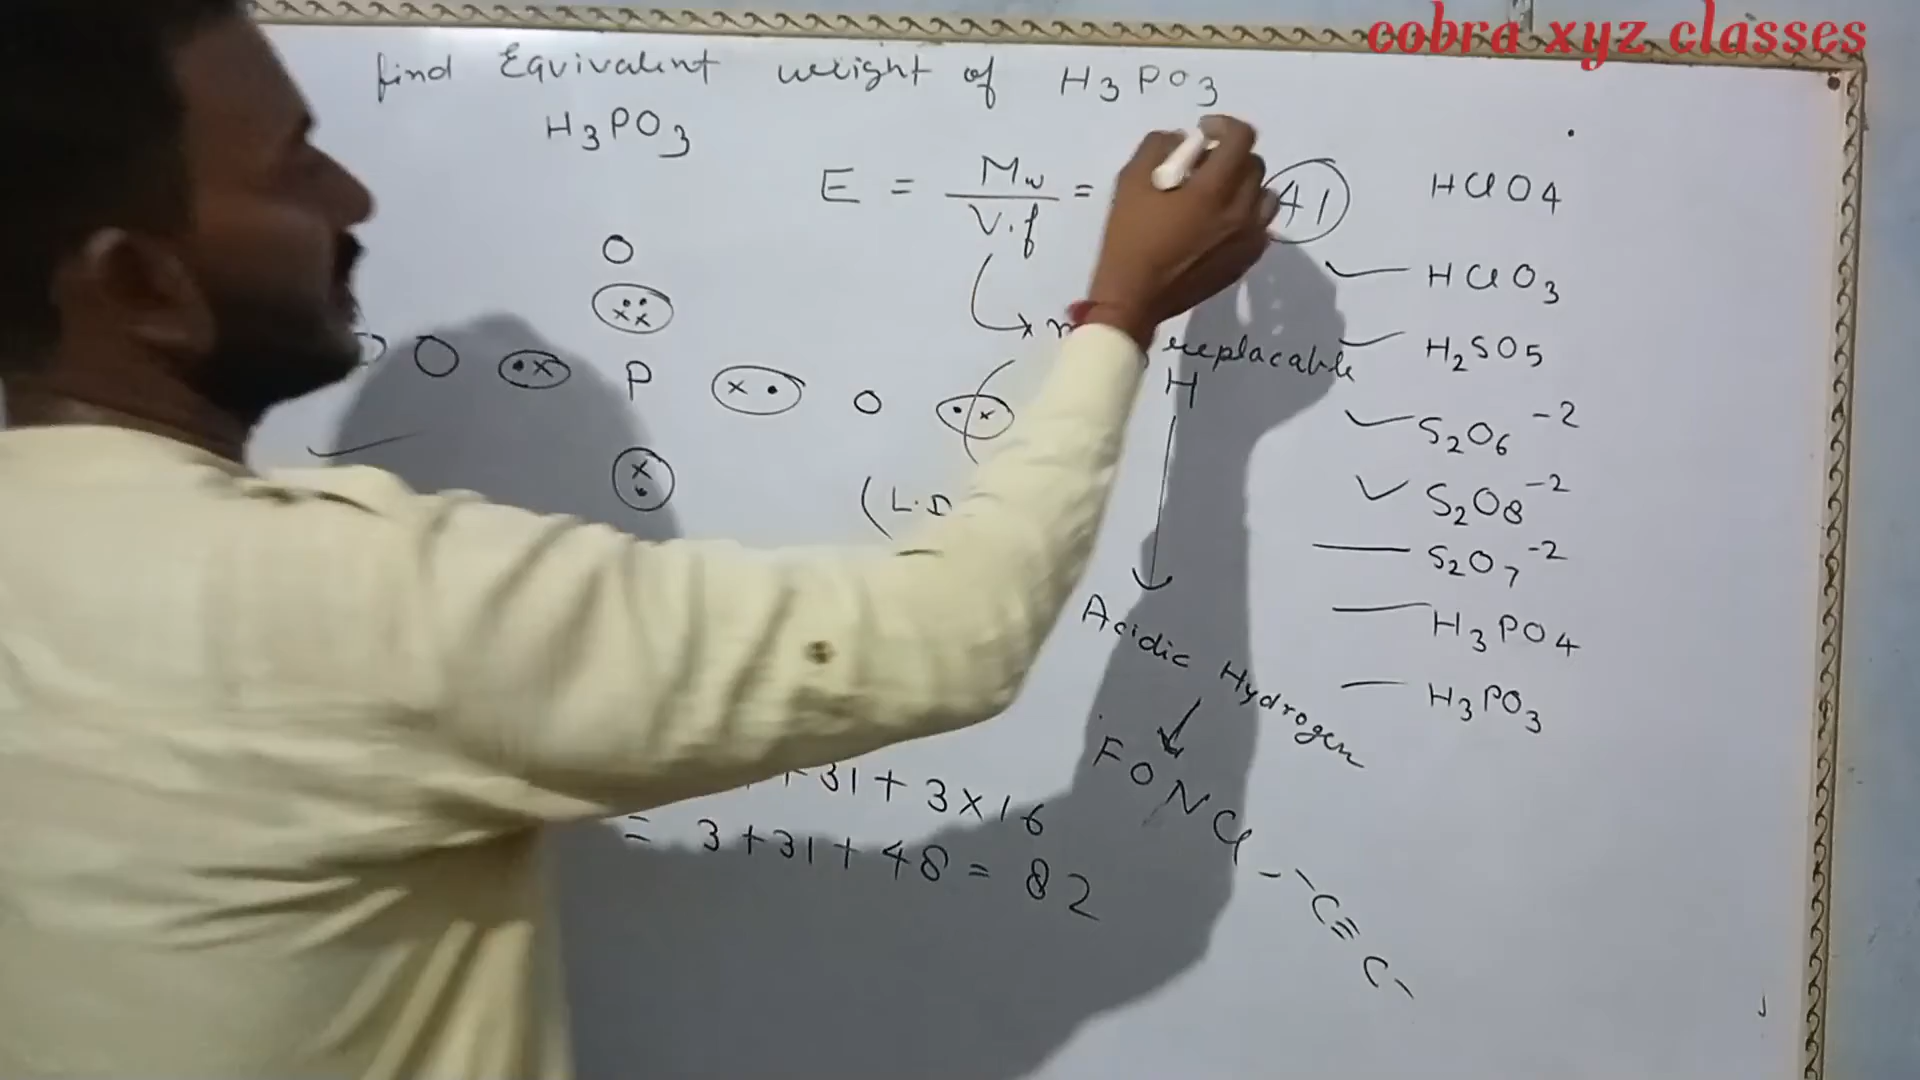 cobra xyz classes
find Equivalent weight of H3PO3
H3PO3
E = Mw / V.f =
41
HClO4
HClO3
H2SO5
S2O6 -2
S2O8 -2
S2O7 -2
H3PO4
H3PO3
O
O P O
replacable
H
(L.D
Acidic Hydrogen
F O N Cl - - C ≡ C -
+ 31 + 3 × 16
= 3 + 31 + 48 = 82